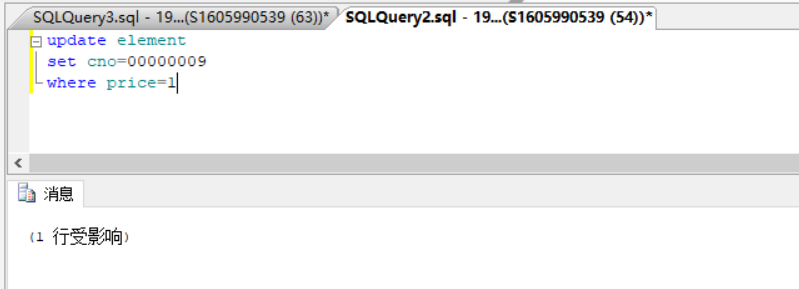 SQLQuery3.sql - 19...(S1605990539 (63))* SQLQuery2.sql - 19...(S1605990539 (54))*
update element
set cno=00000009
where price=1
消息
(1 行受影响)